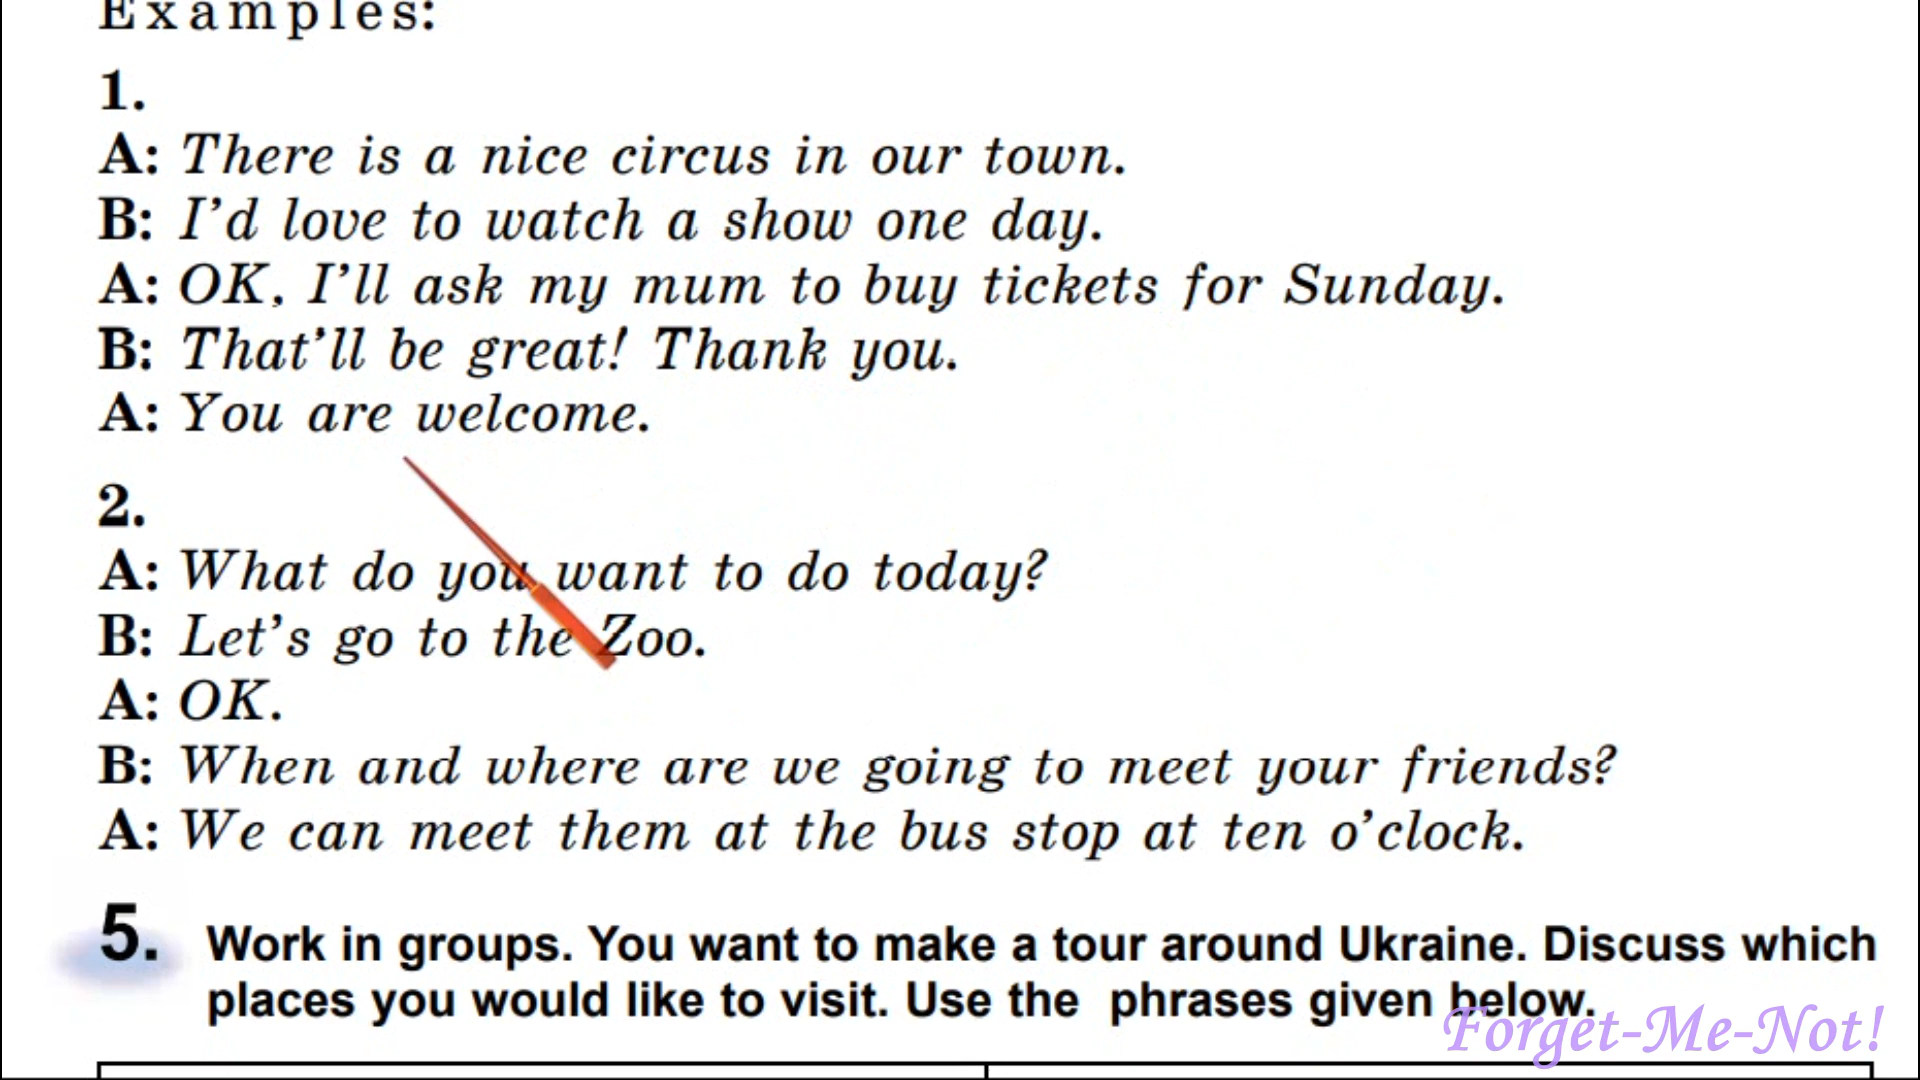 Examples:
1.
A: There is a nice circus in our town.
B: I'd love to watch a show one day.
A: OK, I'll ask my mum to buy tickets for Sunday.
B: That'll be great! Thank you.
A: You are welcome.
2.
A: What do you want to do today?
B: Let's go to the Zoo.
A: OK.
B: When and where are we going to meet your friends?
A: We can meet them at the bus stop at ten o'clock.
5. Work in groups. You want to make a tour around Ukraine. Discuss which
places you would like to visit. Use the phrases given below.
Forget-Me-Not!